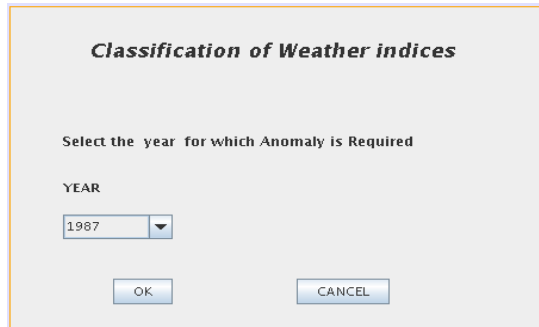 Classification of Weather indices
Select the year for which Anomaly is Required
YEAR
1987
OK CANCEL